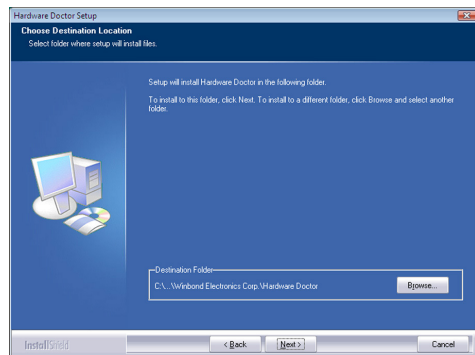 Hardware Doctor Setup
Choose Destination Location
Select folder where setup will install files.
Setup will install Hardware Doctor in the following folder.
To install to this folder, click Next. To install to a different folder, click Browse and select another
folder.
Destination Folder
C:\...\Winbond Electronics Corp.\Hardware Doctor
Browse...
InstallShield
< Back
Next >
Cancel